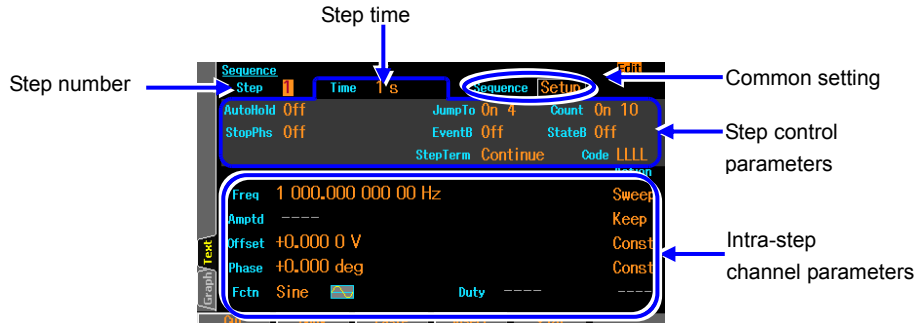 Step time
Sequence Edit
Step number
Step 1 Time 1 s Sequence Setup
Common setting
AutoHold Off JumpTo On 4 Count On 10
StopPhs Off EventB Off StateB Off
Step control
parameters
StepTerm Continue Code LLLL
Action
Freq 1 000.000 000 00 Hz Sweep
Amptd ---- Keep
Offset +0.000 0 V Const
Intra-step
channel parameters
Phase +0.000 deg Const
Fctn Sine Duty ---- ----
Text
Graph